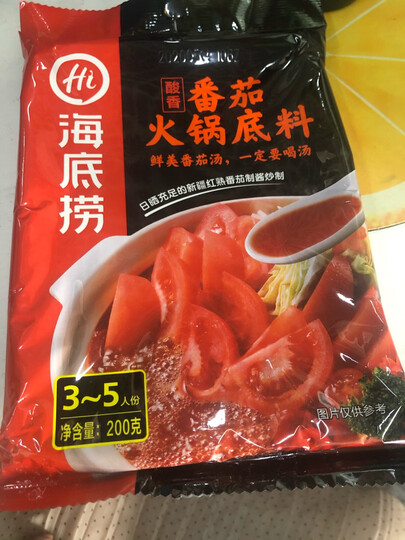 Hi
海底捞
酸香
番茄
火锅底料
鲜美番茄汤，一定要喝汤
日晒充足的新疆红熟番茄制酱炒制
3~5人份
净含量：200克
图片仅供参考